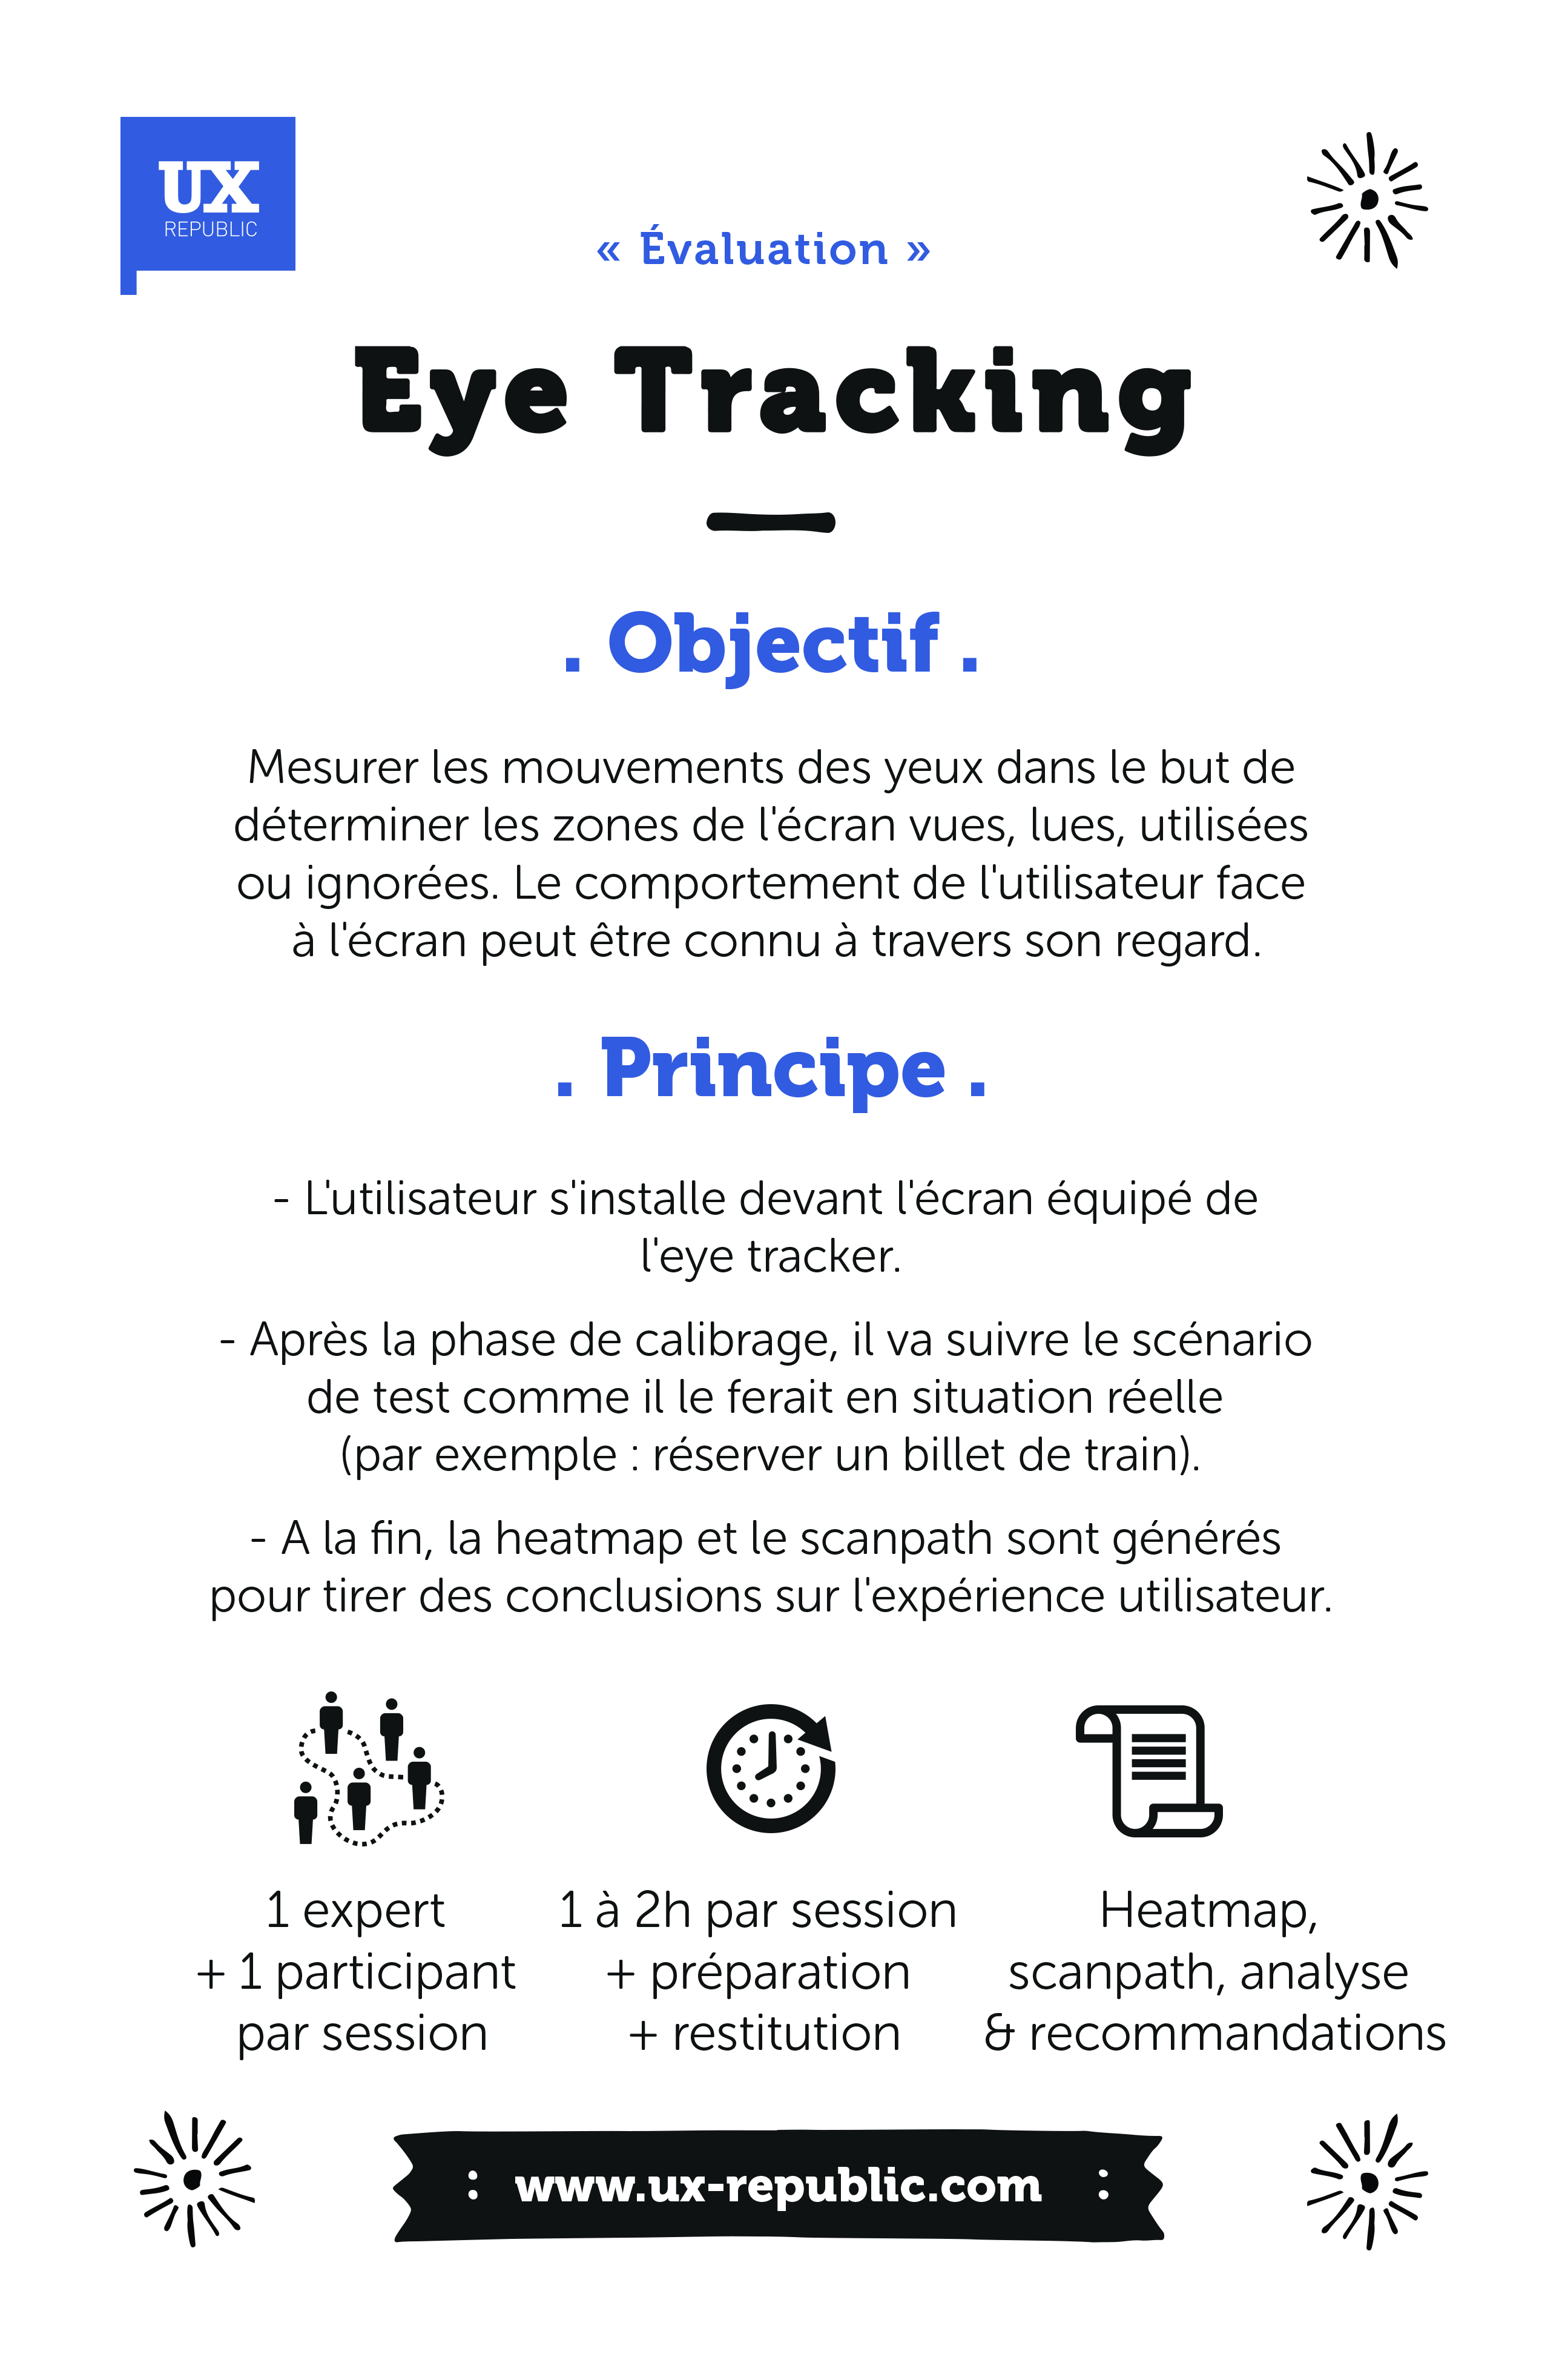 UX
REPUBLIC
« Évaluation »
Eye Tracking
. Objectif .
Mesurer les mouvements des yeux dans le but de
déterminer les zones de l'écran vues, lues, utilisées
ou ignorées. Le comportement de l'utilisateur face
à l'écran peut être connu à travers son regard.
. Principe .
- L'utilisateur s'installe devant l'écran équipé de
l'eye tracker.
- Après la phase de calibrage, il va suivre le scénario
de test comme il le ferait en situation réelle
(par exemple : réserver un billet de train).
- A la fin, la heatmap et le scanpath sont générés
pour tirer des conclusions sur l'expérience utilisateur.
1 expert
+ 1 participant
par session
1 à 2h par session
+ préparation
+ restitution
Heatmap,
scanpath, analyse
& recommandations
: www.ux-republic.com :